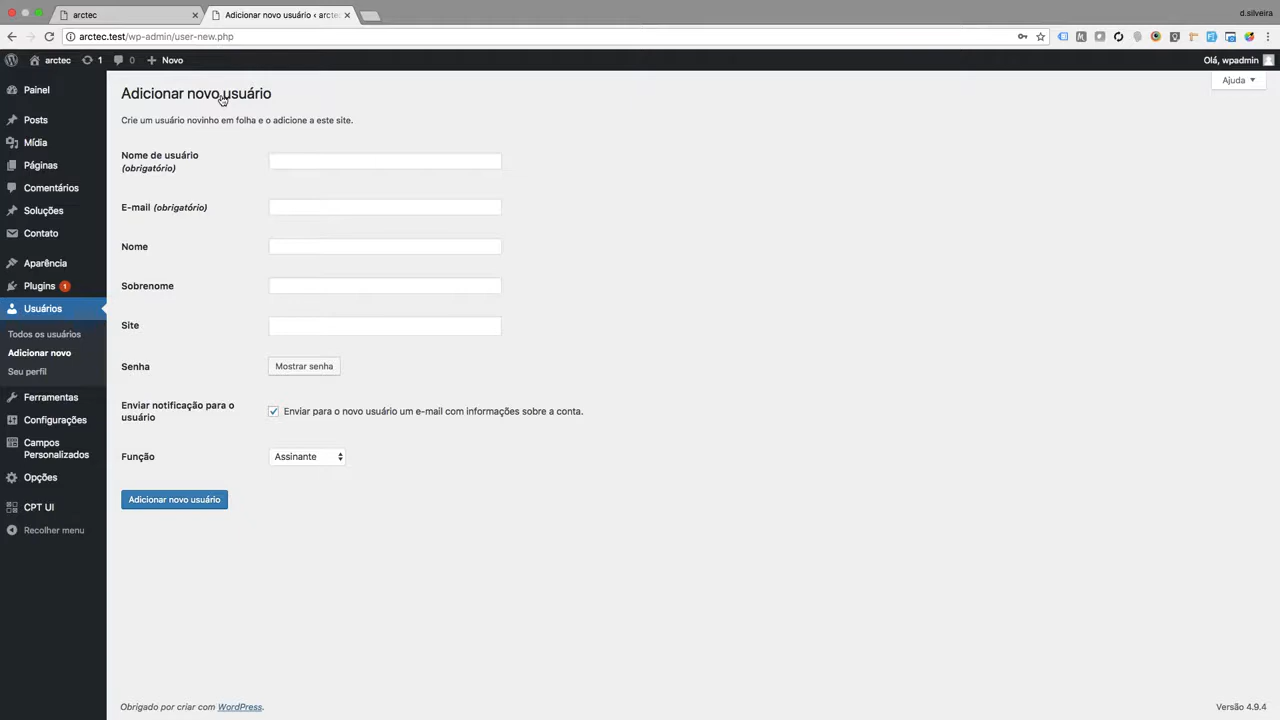 arctec
Adicionar novo usuário ‹ arctec
d.silveira
arctec.test/wp-admin/user-new.php
arctec 1 0 Novo
Olá, wpadmin
Ajuda
Painel
Posts
Mídia
Páginas
Comentários
Soluções
Contato
Aparência
Plugins 1
Usuários
Todos os usuários
Adicionar novo
Seu perfil
Ferramentas
Configurações
Campos
Personalizados
Opções
CPT UI
Recolher menu
Adicionar novo usuário
Crie um usuário novinho em folha e o adicione a este site.
Nome de usuário
(obrigatório)
E-mail (obrigatório)
Nome
Sobrenome
Site
Senha
Mostrar senha
Enviar notificação para o
usuário
Enviar para o novo usuário um e-mail com informações sobre a conta.
Função
Assinante
Adicionar novo usuário
Obrigado por criar com WordPress.
Versão 4.9.4